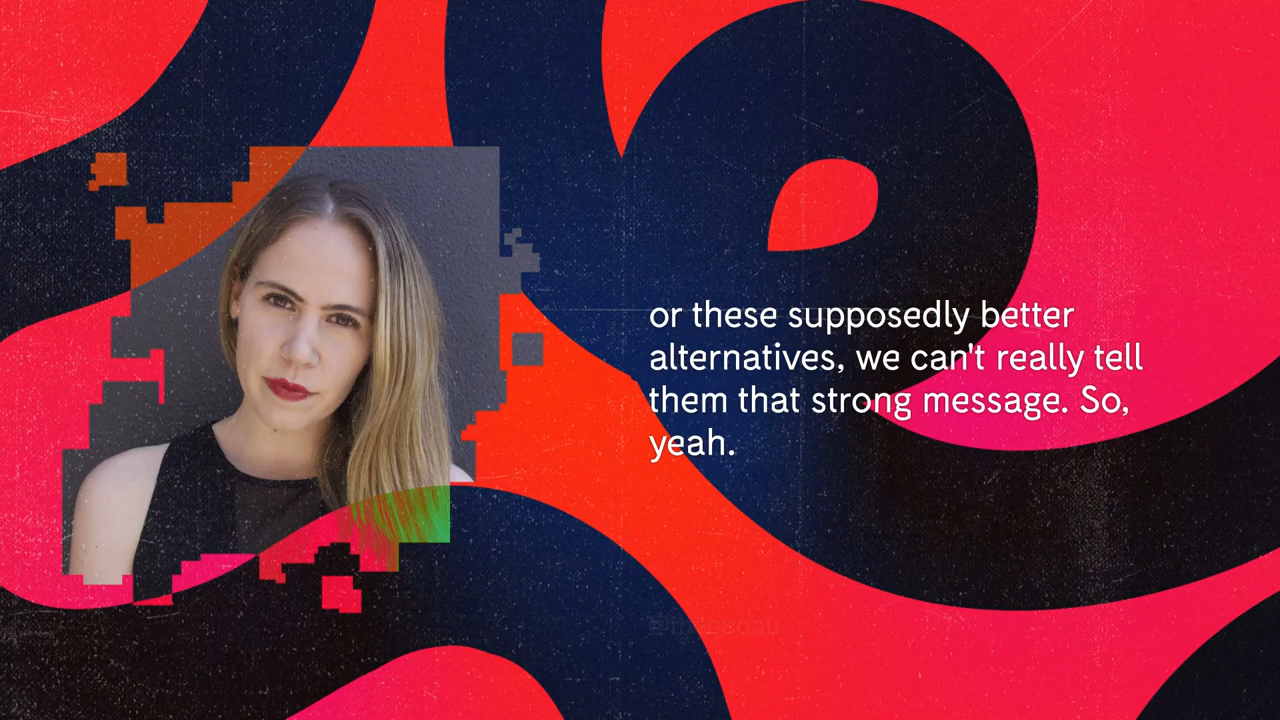 or these supposedly better
alternatives, we can't really tell
them that strong message. So,
yeah.